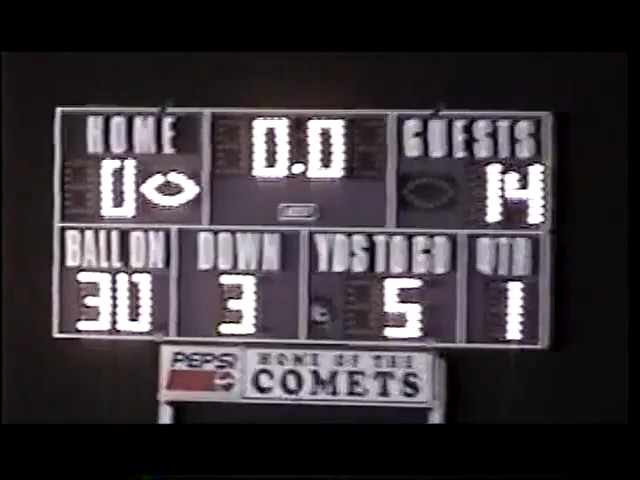 HOME 0.0 GUESTS
0 14
BALL ON DOWN YDS TO GO QTR
30 3 5 1
PEPSI HOME OF THE
COMETS